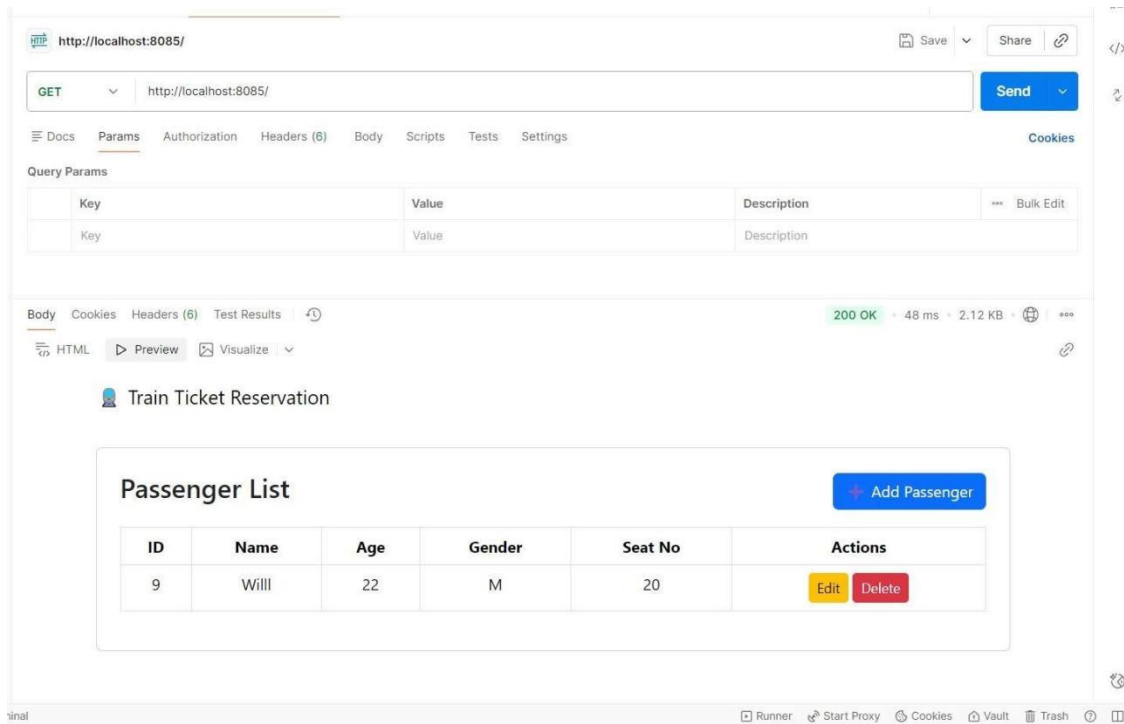 HTTP http://localhost:8085/ Save Share
GET http://localhost:8085/ Send
Docs Params Authorization Headers (6) Body Scripts Tests Settings Cookies
Query Params
Key Value Description Bulk Edit
Key Value Description
Body Cookies Headers (6) Test Results 200 OK 48 ms 2.12 KB
HTML Preview Visualize
Train Ticket Reservation
Passenger List Add Passenger
ID Name Age Gender Seat No Actions
9 Willl 22 M 20 Edit Delete
minal Runner Start Proxy Cookies Vault Trash